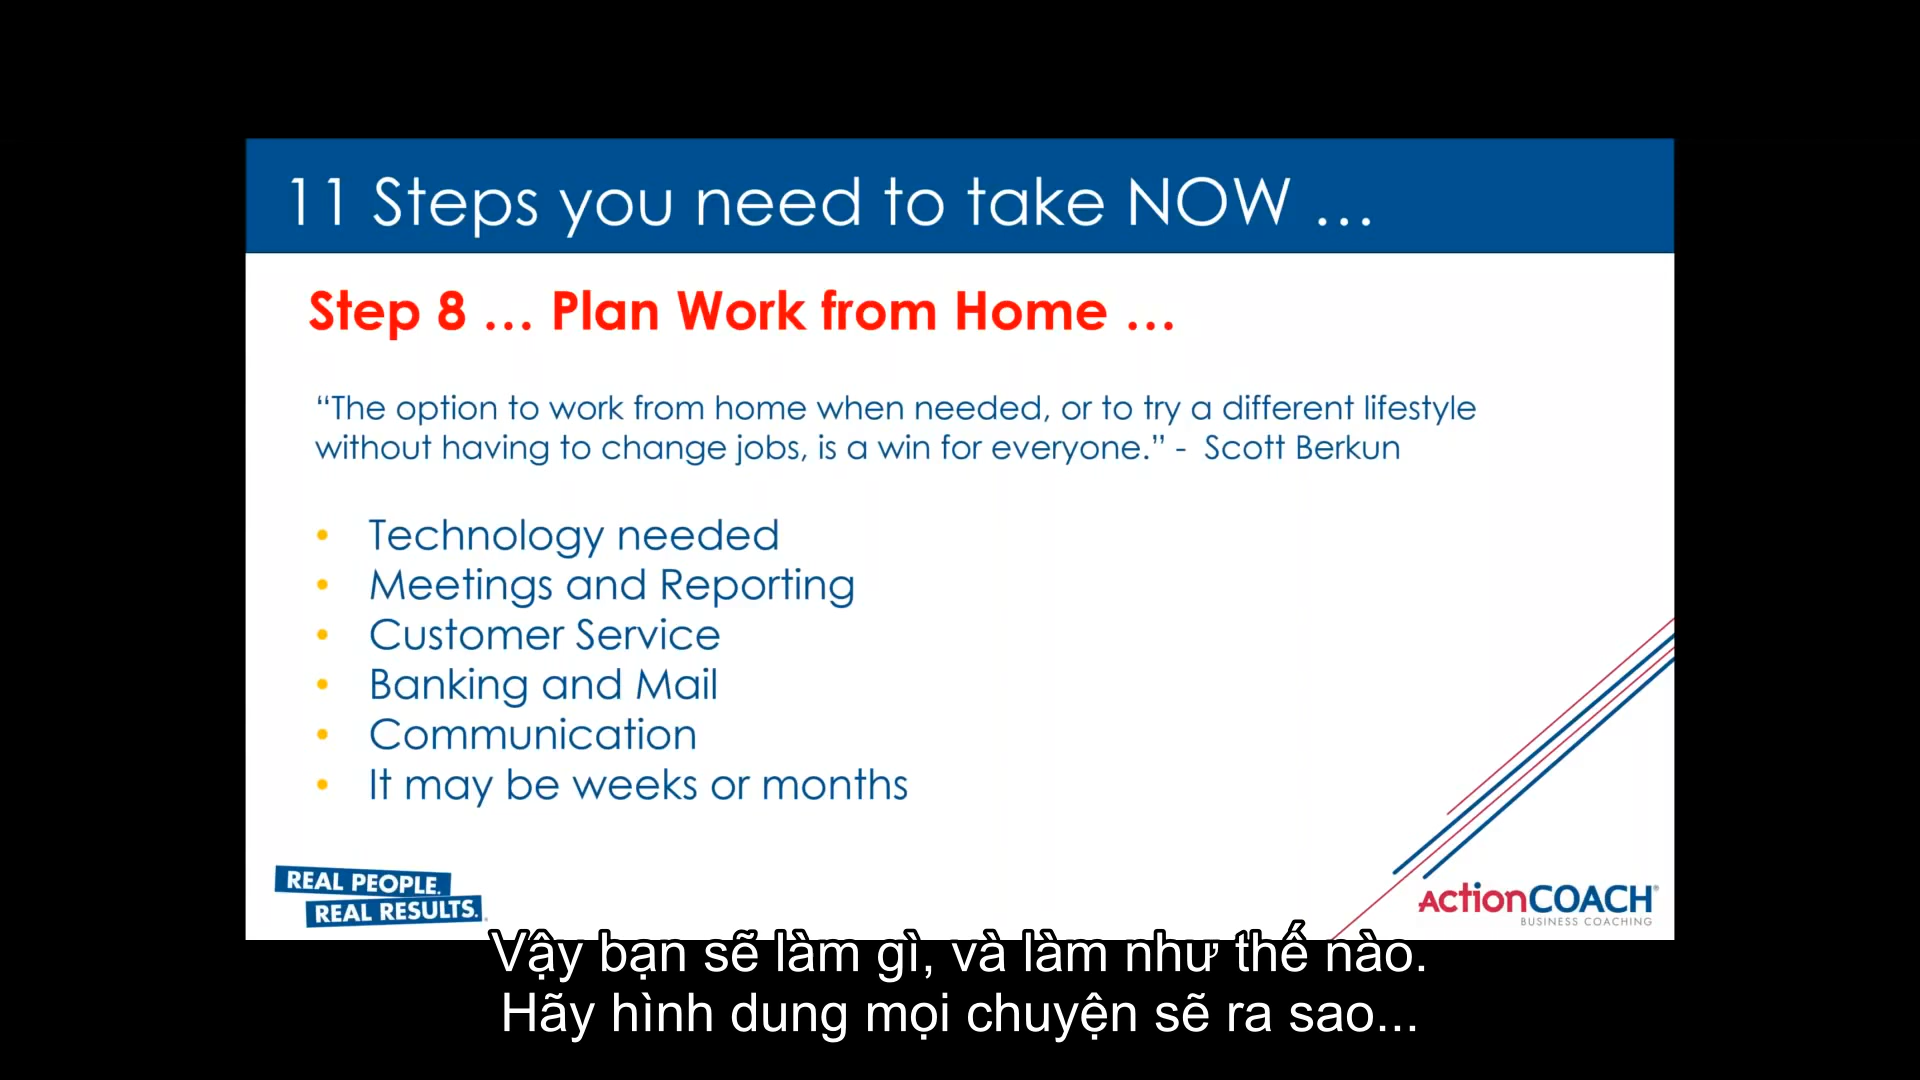 11 Steps you need to take NOW ...
Step 8 ... Plan Work from Home ...
“The option to work from home when needed, or to try a different lifestyle
without having to change jobs, is a win for everyone.” - Scott Berkun
• Technology needed
• Meetings and Reporting
• Customer Service
• Banking and Mail
• Communication
• It may be weeks or months
REAL PEOPLE.
REAL RESULTS.
ActionCOACH®
BUSINESS COACHING
Vậy bạn sẽ làm gì, và làm như thế nào.
Hãy hình dung mọi chuyện sẽ ra sao...